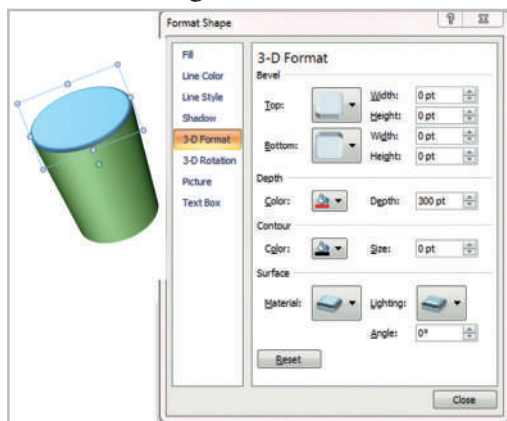 Format Shape
Fill
Line Color
Line Style
Shadow
3-D Format
3-D Rotation
Picture
Text Box
3-D Format
Bevel
Top:
Width: 0 pt
Height: 0 pt
Bottom:
Width: 0 pt
Height: 0 pt
Depth
Color:
Depth: 300 pt
Contour
Color:
Size: 0 pt
Surface
Material:
Lighting:
Angle: 0°
Reset
Close